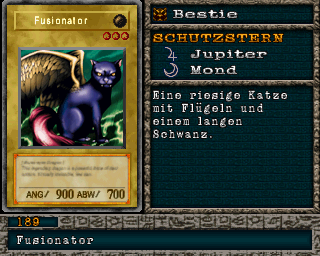 Fusionator
Bestie
SCHUTZSTERN
Jupiter
Mond
Eine riesige Katze
mit Flügeln und
einem langen
Schwanz.
ANG/ 900 ABW/ 700
189
Fusionator